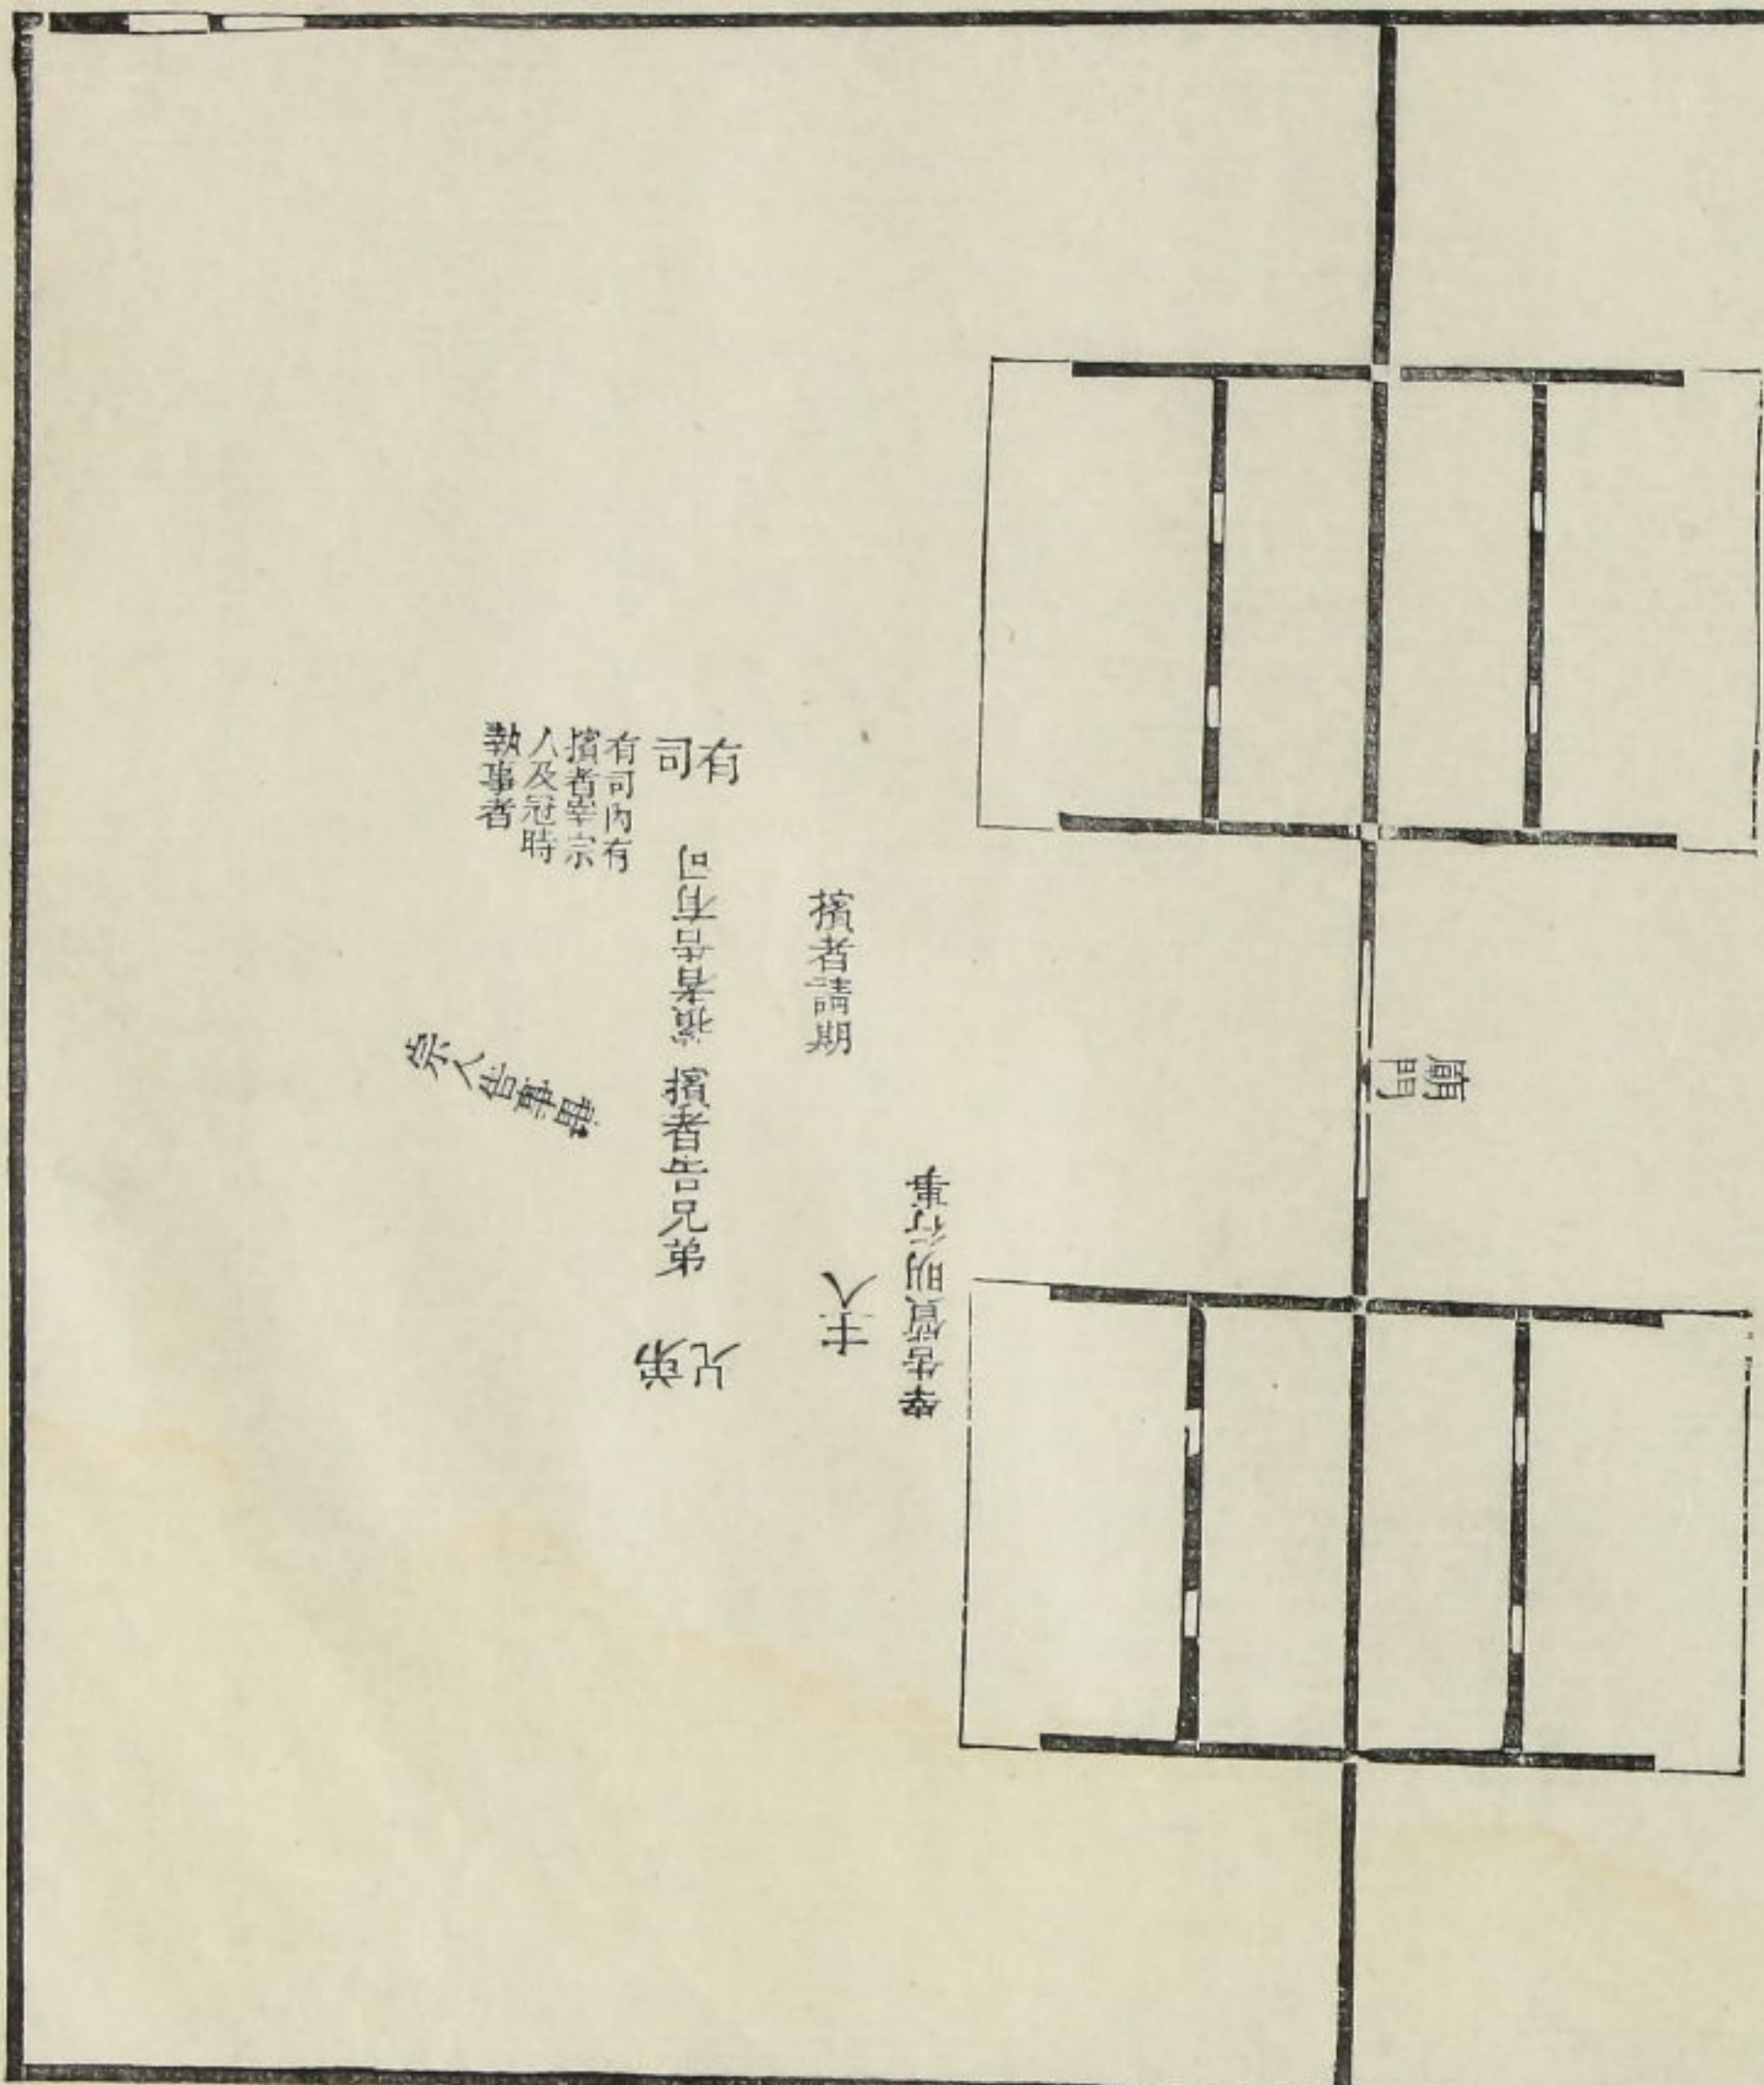 廟門
擯者請期
宰告質明行事
主人
有司
有司內有
擯者宰宗
人及冠時
執事者
擯者告有司
擯者告兄弟
兄弟
宗人告事畢